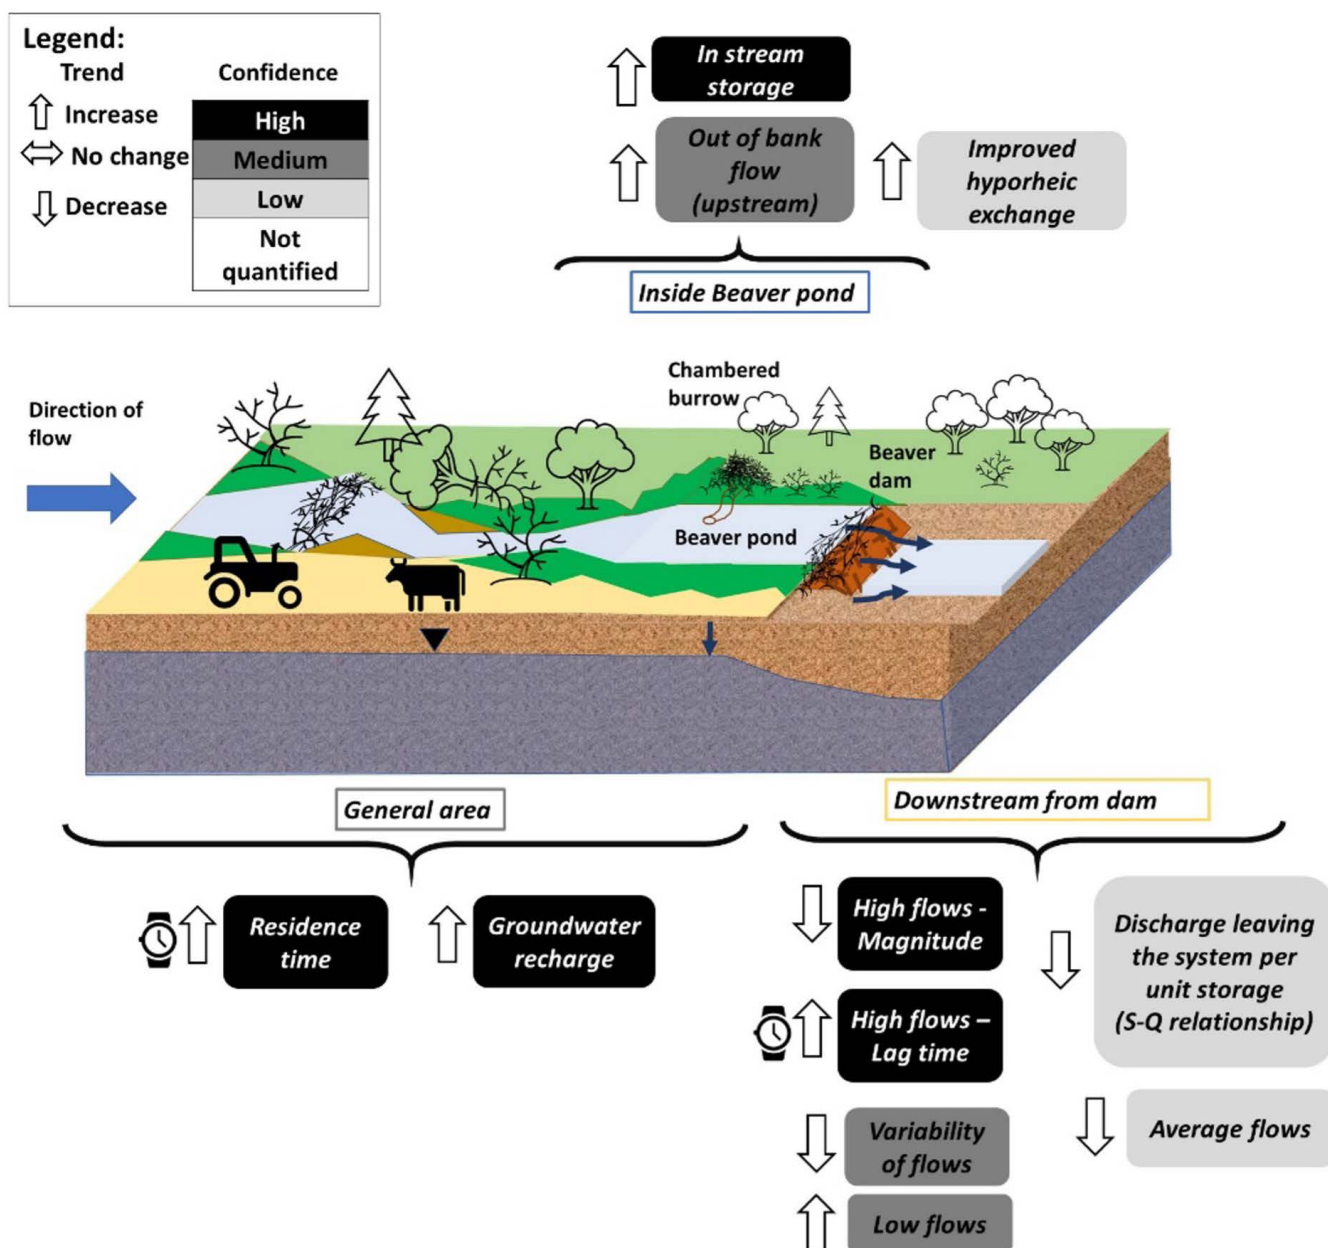 Legend:
Trend
Confidence
Increase
No change
Decrease
High
Medium
Low
Not
quantified
In stream
storage
Out of bank
flow
(upstream)
Improved
hyporheic
exchange
Inside Beaver pond
Direction of
flow
Chambered
burrow
Beaver
dam
Beaver pond
General area
Downstream from dam
Residence
time
Groundwater
recharge
High flows -
Magnitude
High flows –
Lag time
Variability
of flows
Low flows
Discharge leaving
the system per
unit storage
(S-Q relationship)
Average flows